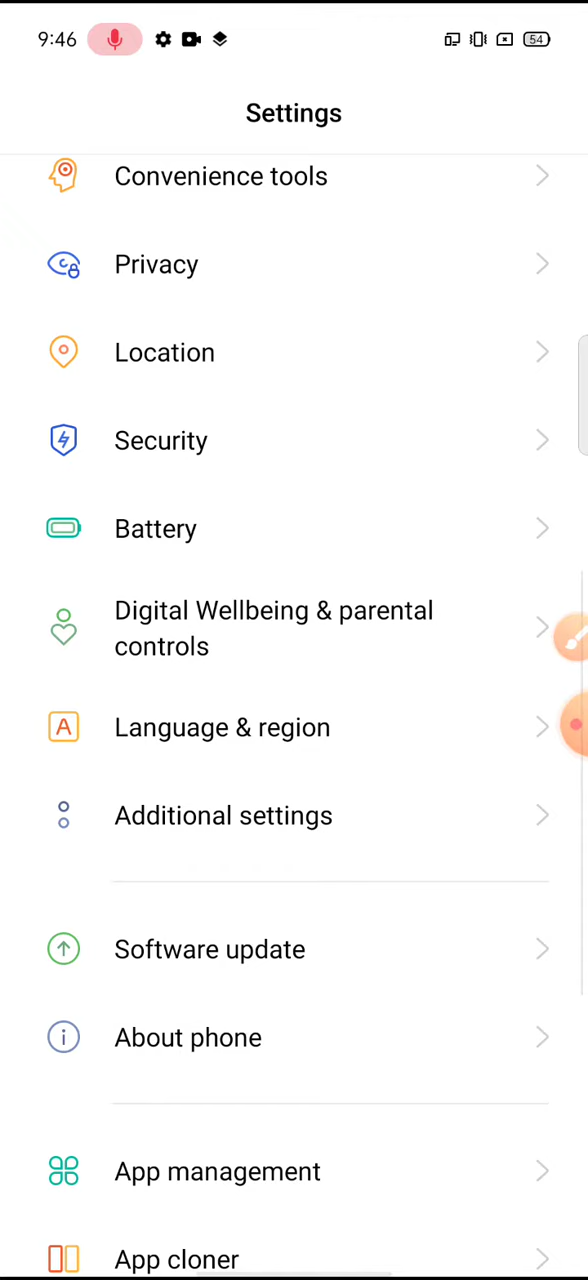 9:46
54
Settings
Convenience tools
Privacy
Location
Security
Battery
Digital Wellbeing & parental
controls
A
Language & region
Additional settings
Software update
About phone
App management
App cloner